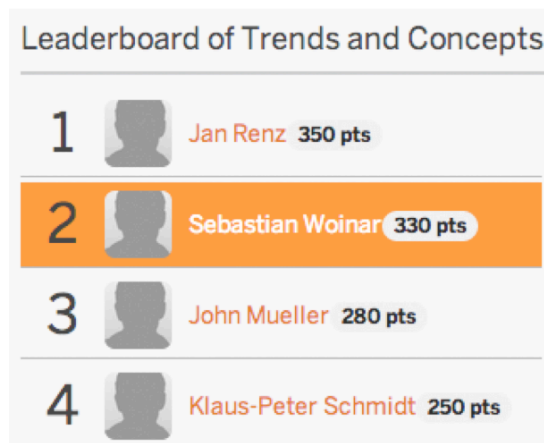 Leaderboard of Trends and Concepts
1 Jan Renz 350 pts
2 Sebastian Woinar 330 pts
3 John Mueller 280 pts
4 Klaus-Peter Schmidt 250 pts